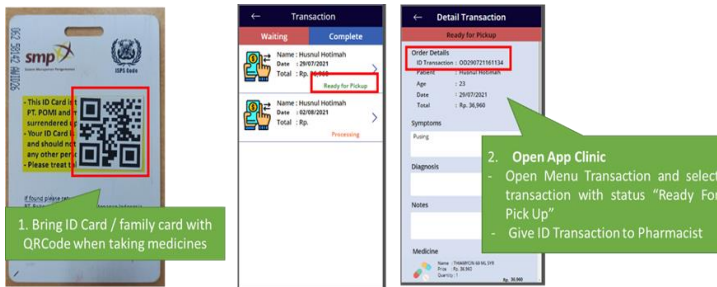 smp
ISPS Code
- This ID Card is
PT. POMI and
surrendered
- Your ID Card
and should not
any other per
- Please treat
If found please
1. Bring ID Card / family card with
QRCode when taking medicines
← Transaction
Waiting Complete
Name : Husnul Hotimah
Date : 29/07/2021
Total : Rp. 36,960
Ready for Pickup
Name : Husnul Hotimah
Date : 02/08/2021
Total : Rp.
Processing
← Detail Transaction
Ready for Pickup
Order Details
ID Transaction : OO290721161134
Patient : Husnul Hotimah
Age : 23
Date : 29/07/2021
Total : Rp. 36,960
Symptoms
Pusing
Diagnosis
Notes
Medicine
Price : Rp. 36,960
Quantity : 1
Rp. 36,960
2. Open App Clinic
- Open Menu Transaction and select
transaction with status “Ready For
Pick Up”
- Give ID Transaction to Pharmacist